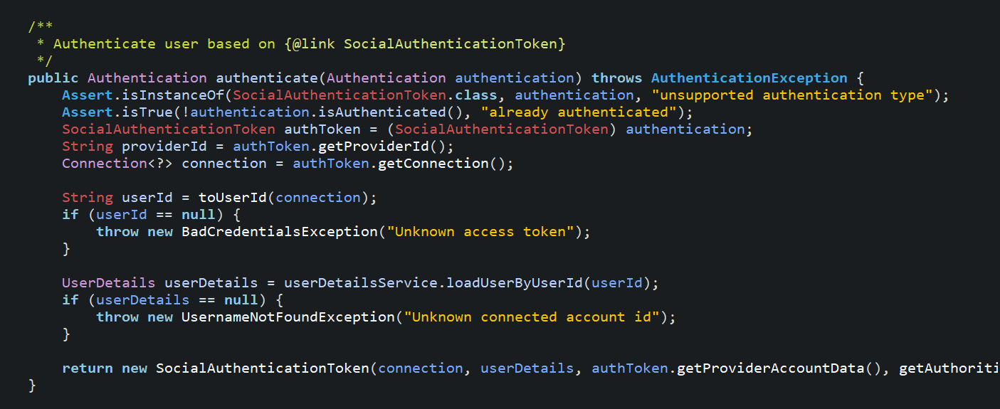 /**
 * Authenticate user based on {@link SocialAuthenticationToken}
 */
public Authentication authenticate(Authentication authentication) throws AuthenticationException {
    Assert.isInstanceOf(SocialAuthenticationToken.class, authentication, "unsupported authentication type");
    Assert.isTrue(!authentication.isAuthenticated(), "already authenticated");
    SocialAuthenticationToken authToken = (SocialAuthenticationToken) authentication;
    String providerId = authToken.getProviderId();
    Connection<?> connection = authToken.getConnection();

    String userId = toUserId(connection);
    if (userId == null) {
        throw new BadCredentialsException("Unknown access token");
    }

    UserDetails userDetails = userDetailsService.loadUserByUserId(userId);
    if (userDetails == null) {
        throw new UsernameNotFoundException("Unknown connected account id");
    }

    return new SocialAuthenticationToken(connection, userDetails, authToken.getProviderAccountData(), getAuthoriti
}